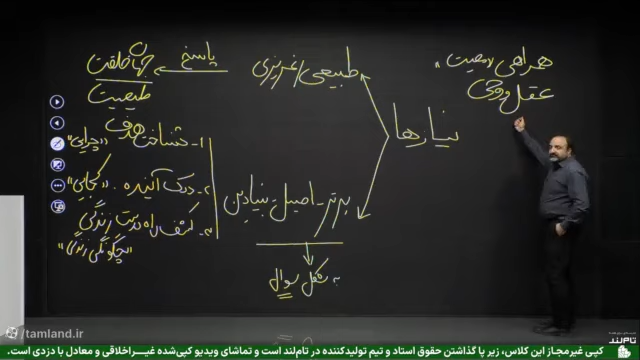 همراهی و معیت
عقل و وحی
نیازها
طبیعی/غریزی
پاسخ
جهان خلقت
طبیعت
برتر - اصیل - بنیادین
به شکل سوال
۱- شناخت هدف «چرایی»
۲- درک آینده. «کجایی»
۳- کشف راه درست زندگی
«چگونگی زندگی»
/tamland.ir
تاملند
کپی غیرمجاز این کلاس، زیر پا گذاشتن حقوق استاد و تیم تولیدکننده در تاملند است و تماشای ویدیو کپی‌شده غیراخلاقی و معادل با دزدی است.